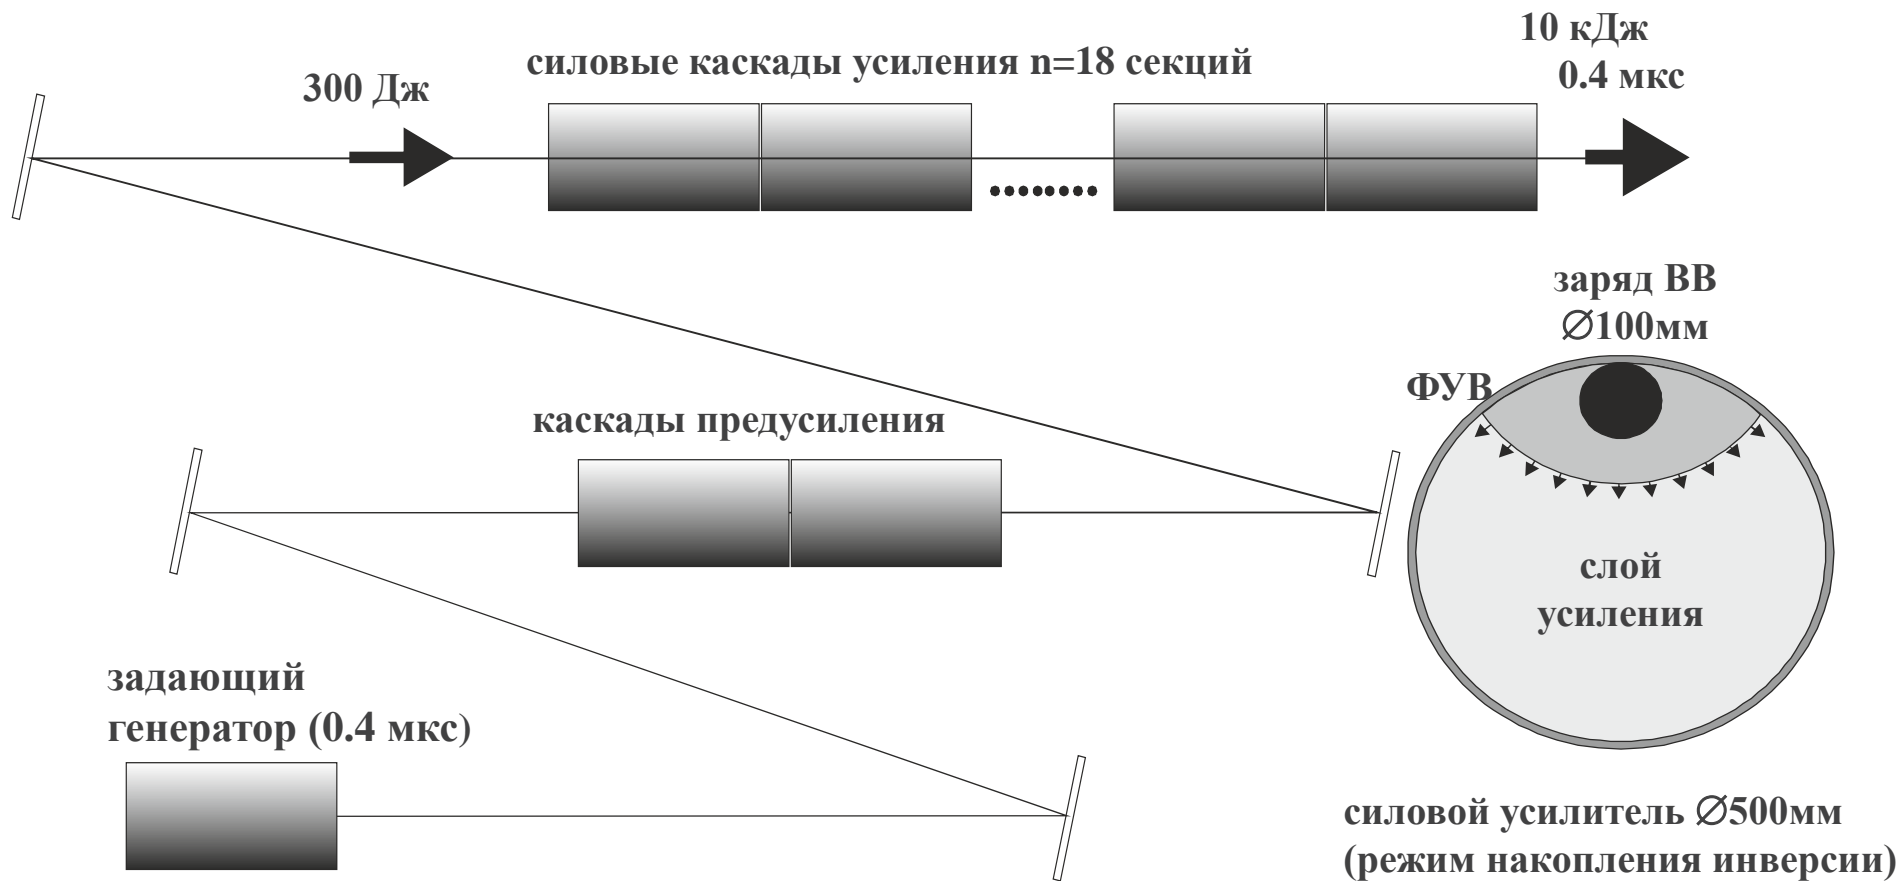 10 кДж
0.4 мкс
силовые каскады усиления n=18 секций
300 Дж
заряд ВВ
∅100мм
ФУВ
каскады предусиления
слой
усиления
задающий
генератор (0.4 мкс)
силовой усилитель ∅500мм
(режим накопления инверсии)